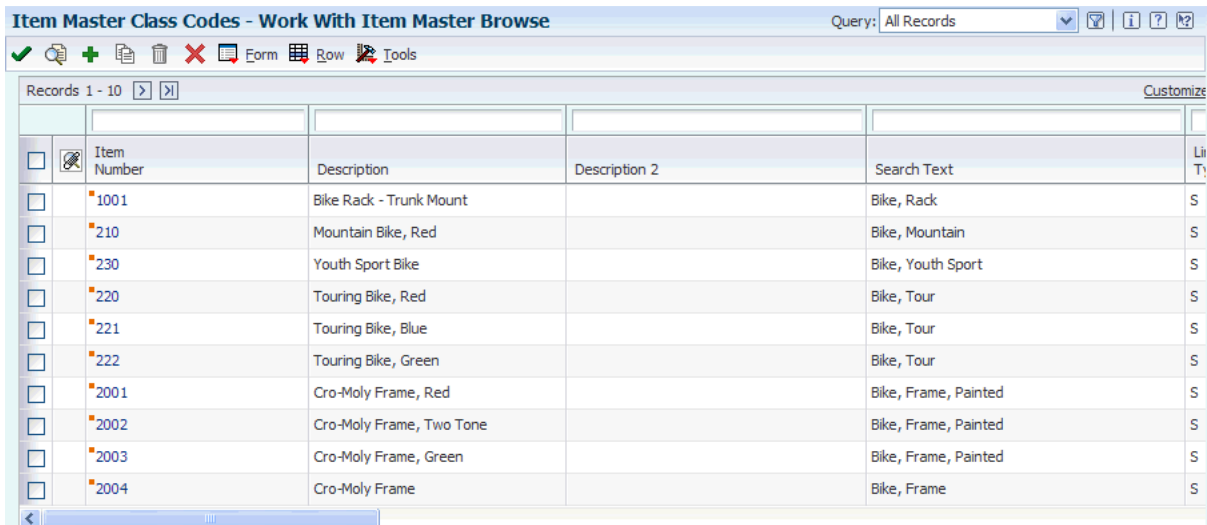 Item Master Class Codes - Work With Item Master Browse Query: All Records
Form Row Tools
Records 1 - 10 Customize
Item Number Description Description 2 Search Text
1001 Bike Rack - Trunk Mount Bike, Rack S
210 Mountain Bike, Red Bike, Mountain S
230 Youth Sport Bike Bike, Youth Sport S
220 Touring Bike, Red Bike, Tour S
221 Touring Bike, Blue Bike, Tour S
222 Touring Bike, Green Bike, Tour S
2001 Cro-Moly Frame, Red Bike, Frame, Painted S
2002 Cro-Moly Frame, Two Tone Bike, Frame, Painted S
2003 Cro-Moly Frame, Green Bike, Frame, Painted S
2004 Cro-Moly Frame Bike, Frame S